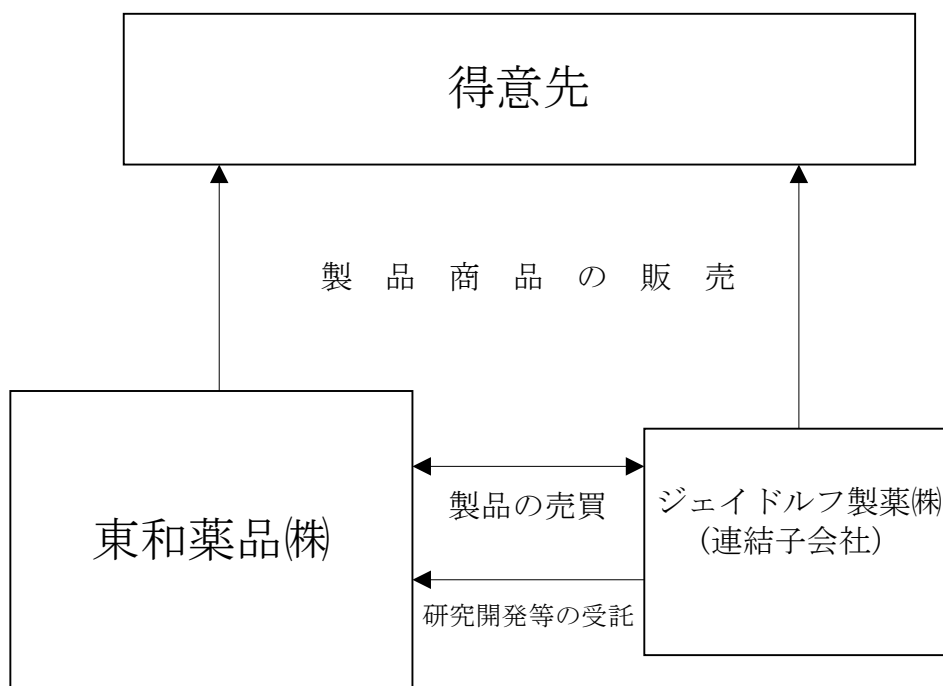 得意先
製品商品の販売
製品の売買
ジェイドルフ製薬㈱
（連結子会社）
東和薬品㈱
研究開発等の受託